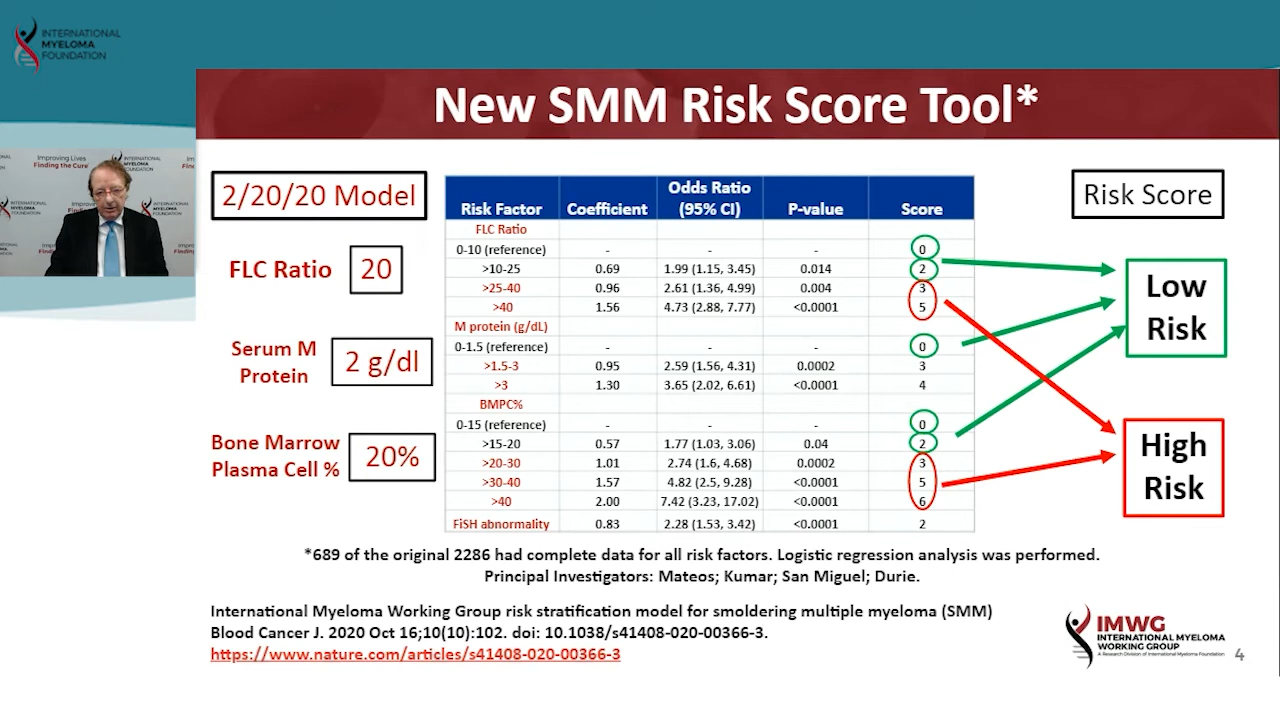 INTERNATIONAL
MYELOMA
FOUNDATION
New SMM Risk Score Tool*
Improving Lives
Finding the Cure
INTERNATIONAL
MYELOMA
FOUNDATION
2/20/20 Model
FLC Ratio 20
Serum M
Protein
2 g/dl
Bone Marrow
Plasma Cell %
20%
Risk Factor Coefficient Odds Ratio (95% CI) P-value Score
FLC Ratio
0-10 (reference) - - - 0
>10-25 0.69 1.99 (1.15, 3.45) 0.014 2
>25-40 0.96 2.61 (1.36, 4.99) 0.004 3
>40 1.56 4.73 (2.88, 7.77) <0.0001 5
M protein (g/dL)
0-1.5 (reference) - - - 0
>1.5-3 0.95 2.59 (1.56, 4.31) 0.0002 3
>3 1.30 3.65 (2.02, 6.61) <0.0001 4
BMPC%
0-15 (reference) - - - 0
>15-20 0.57 1.77 (1.03, 3.06) 0.04 2
>20-30 1.01 2.74 (1.6, 4.68) 0.0002 3
>30-40 1.57 4.82 (2.5, 9.28) <0.0001 5
>40 2.00 7.42 (3.23, 17.02) <0.0001 6
FiSH abnormality 0.83 2.28 (1.53, 3.42) <0.0001 2
Risk Score
Low
Risk
High
Risk
*689 of the original 2286 had complete data for all risk factors. Logistic regression analysis was performed.
Principal Investigators: Mateos; Kumar; San Miguel; Durie.
International Myeloma Working Group risk stratification model for smoldering multiple myeloma (SMM)
Blood Cancer J. 2020 Oct 16;10(10):102. doi: 10.1038/s41408-020-00366-3.
https://www.nature.com/articles/s41408-020-00366-3
IMWG
INTERNATIONAL MYELOMA
WORKING GROUP
A Research Division of International Myeloma Foundation
4